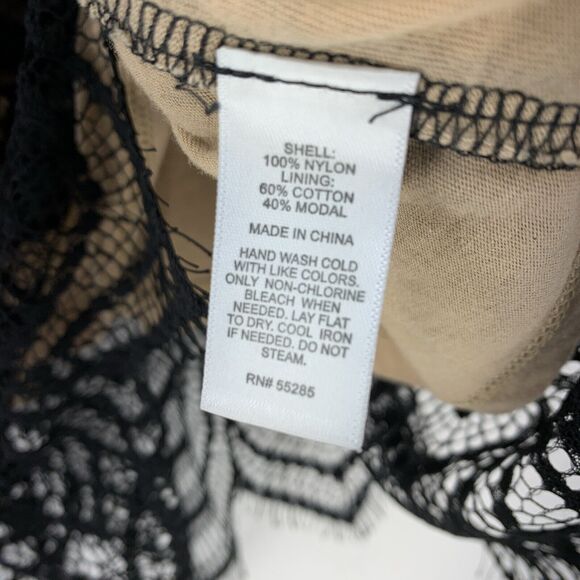 SHELL:
100% NYLON
LINING:
60% COTTON
40% MODAL
MADE IN CHINA
HAND WASH COLD
WITH LIKE COLORS.
ONLY NON-CHLORINE
BLEACH WHEN
NEEDED. LAY FLAT
TO DRY. COOL IRON
IF NEEDED. DO NOT
STEAM.
RN# 55285